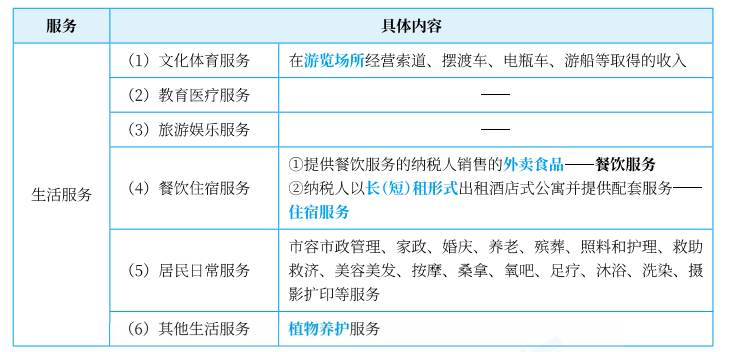 服务 具体内容
生活服务
（1）文化体育服务 在游览场所经营索道、摆渡车、电瓶车、游船等取得的收入
（2）教育医疗服务 ——
（3）旅游娱乐服务 ——
（4）餐饮住宿服务
①提供餐饮服务的纳税人销售的外卖食品——餐饮服务
②纳税人以长（短）租形式出租酒店式公寓并提供配套服务——
住宿服务
（5）居民日常服务
市容市政管理、家政、婚庆、养老、殡葬、照料和护理、救助
救济、美容美发、按摩、桑拿、氧吧、足疗、沐浴、洗染、摄
影扩印等服务
（6）其他生活服务 植物养护服务